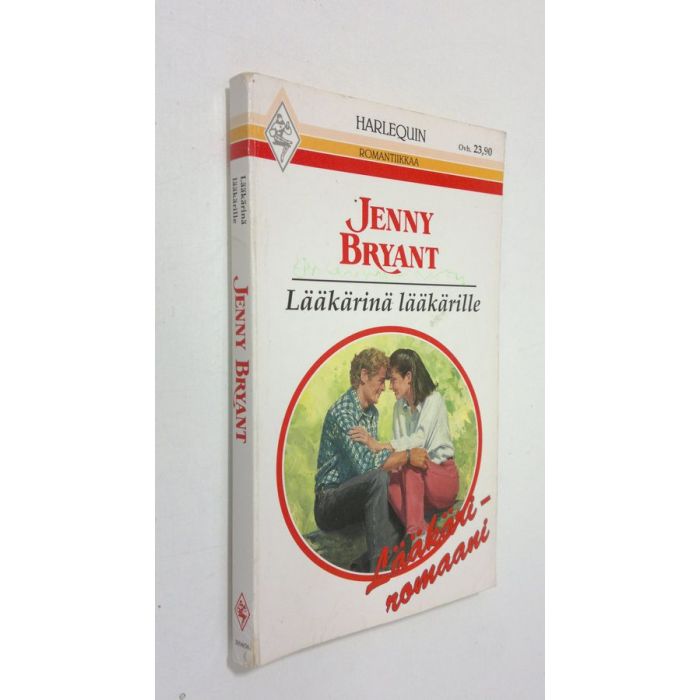 HARLEQUIN
Ovh. 23,90
ROMANTIIKKAA
JENNY
BRYANT
Lääkärinä lääkärille
Lääkäri-
romaani
Lääkärinä
lääkärille
JENNY BRYANT